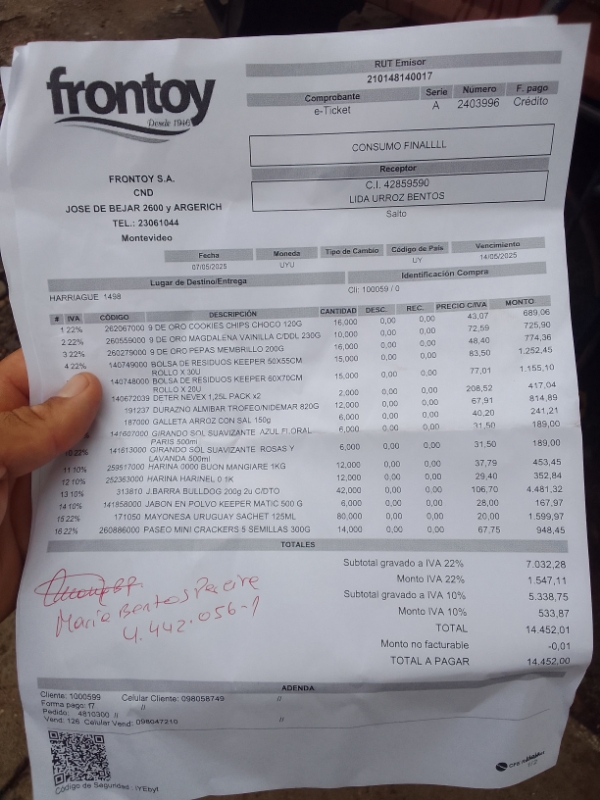 frontoy
Desde 1946
RUT Emisor
210148140017
Comprobante Serie Número F. pago
e-Ticket A 2403996 Crédito
CONSUMO FINALLLL
Receptor
C.I. 42859590
LIDA URROZ BENTOS
Salto
FRONTOY S.A.
CND
JOSE DE BEJAR 2600 y ARGERICH
TEL.: 23061044
Montevideo
Fecha Moneda Tipo de Cambio Código de País Vencimiento
07/05/2025 UYU UY 14/05/2025
Lugar de Destino/Entrega Identificación Compra
HARRIAGUE 1498 Cli: 100059 / 0
# IVA CÓDIGO DESCRIPCIÓN CANTIDAD DESC. REC. PRECIO C/IVA MONTO
1 22% 262067000 9 DE ORO COOKIES CHIPS CHOCO 120G 16,000 0,00 0,00 43,07 689,06
2 22% 260559000 9 DE ORO MAGDALENA VAINILLA C/DDL 230G 10,000 0,00 0,00 72,59 725,90
3 22% 260279000 9 DE ORO PEPAS MEMBRILLO 200G 16,000 0,00 0,00 48,40 774,36
4 22% 140749000 BOLSA DE RESIDUOS KEEPER 50X55CM 15,000 0,00 0,00 83,50 1.252,45
ROLLO X 30U
140748000 BOLSA DE RESIDUOS KEEPER 60X70CM 15,000 0,00 0,00 77,01 1.155,10
ROLLO X 20U
140672039 DETER NEVEX 1,25L PACK x2 2,000 0,00 0,00 208,52 417,04
191237 DURAZNO ALMIBAR TROFEO/NIDEMAR 820G 12,000 0,00 0,00 67,91 814,89
187000 GALLETA ARROZ CON SAL 150g 6,000 0,00 0,00 40,20 241,21
141607000 GIRANDO SOL SUAVIZANTE AZUL FLORAL 6,000 0,00 0,00 31,50 189,00
PARIS 500ml
22% 141613000 GIRANDO SOL SUAVIZANTE ROSAS Y 6,000 0,00 0,00 31,50 189,00
LAVANDA 500ml
11 10% 259517000 HARINA 0000 BUON MANGIARE 1KG 12,000 0,00 0,00 37,79 453,45
12 10% 252363000 HARINA HARINEL 0 1K 12,000 0,00 0,00 29,40 352,84
13 10% 313810 J.BARRA BULLDOG 200g 2u C/DTO 42,000 0,00 0,00 106,70 4.481,32
14 10% 141858000 JABON EN POLVO KEEPER MATIC 500 G 6,000 0,00 0,00 28,00 167,97
15 22% 171050 MAYONESA URUGUAY SACHET 125ML 80,000 0,00 0,00 20,00 1.599,97
16 22% 260886000 PASEO MINI CRACKERS 5 SEMILLAS 300G 14,000 0,00 0,00 67,75 948,45
TOTALES
Subtotal gravado a IVA 22% 7.032,28
Monto IVA 22% 1.547,11
Subtotal gravado a IVA 10% 5.338,75
Monto IVA 10% 533,87
TOTAL 14.452,01
Monto no facturable -0,01
TOTAL A PAGAR 14.452,00
Maria Bentos Pereire
4.442.056-1
ADENDA
Cliente: 1000599 Celular Cliente: 098058749 //
Forma pago: 17 //
Pedido: 4810300 //
Vend: 126 Celular Vend: 098047210 //
Código de Seguridad : IYEbyt